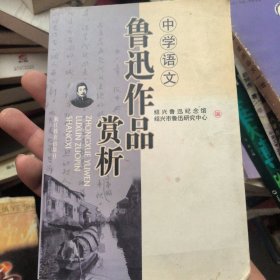 中学语文
鲁迅作品
赏析
ZHONGXUE YUWEN
LUXUN ZUOPIN
SHANGXI
绍兴鲁迅纪念馆
绍兴市鲁迅研究中心
编